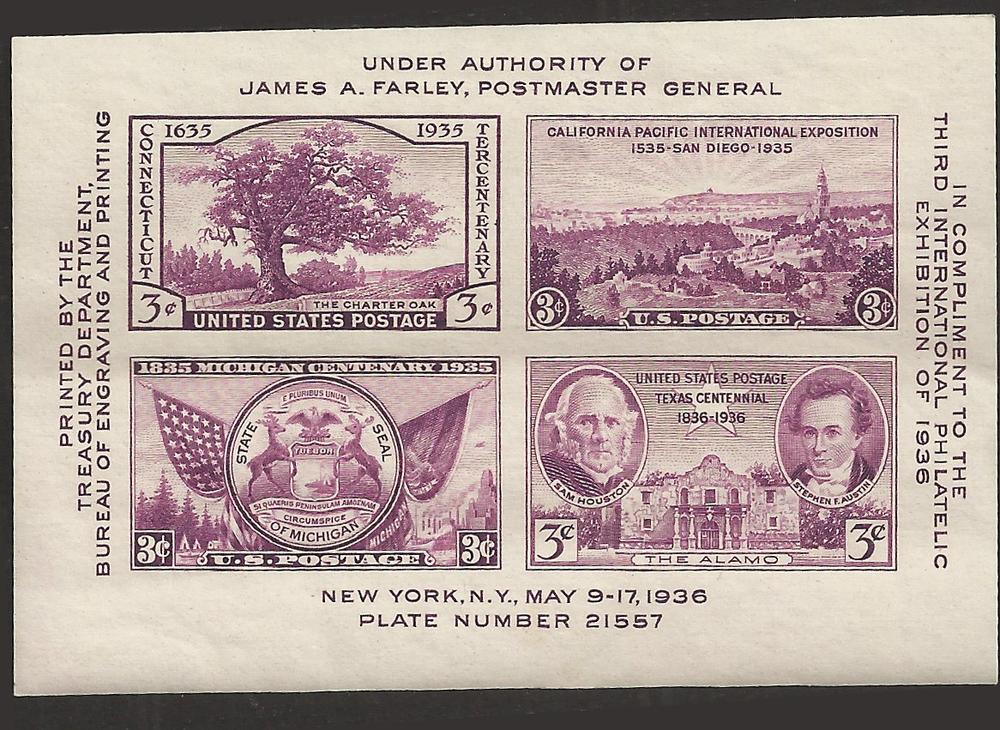 UNDER AUTHORITY OF
JAMES A. FARLEY, POSTMASTER GENERAL
PRINTED BY THE
TREASURY DEPARTMENT,
BUREAU OF ENGRAVING AND PRINTING
CONNECTICUT
1635
1935
TERCENTENARY
THE CHARTER OAK
3¢
3¢
UNITED STATES POSTAGE
CALIFORNIA PACIFIC INTERNATIONAL EXPOSITION
1535-SAN DIEGO-1935
3¢
U.S. POSTAGE
3¢
IN COMPLIMENT TO THE
THIRD INTERNATIONAL PHILATELIC
EXHIBITION OF 1936
1835 MICHIGAN CENTENARY 1935
E PLURIBUS UNUM
STATE
SEAL
TUEBOR
SI QUAERIS PENINSULAM AMOENAM
CIRCUMSPICE
OF MICHIGAN
MICHIGAN
3¢
U.S. POSTAGE
3¢
UNITED STATES POSTAGE
TEXAS CENTENNIAL
1836-1936
SAM HOUSTON
STEPHEN F. AUSTIN
3¢
3¢
THE ALAMO
NEW YORK, N.Y., MAY 9-17, 1936
PLATE NUMBER 21557